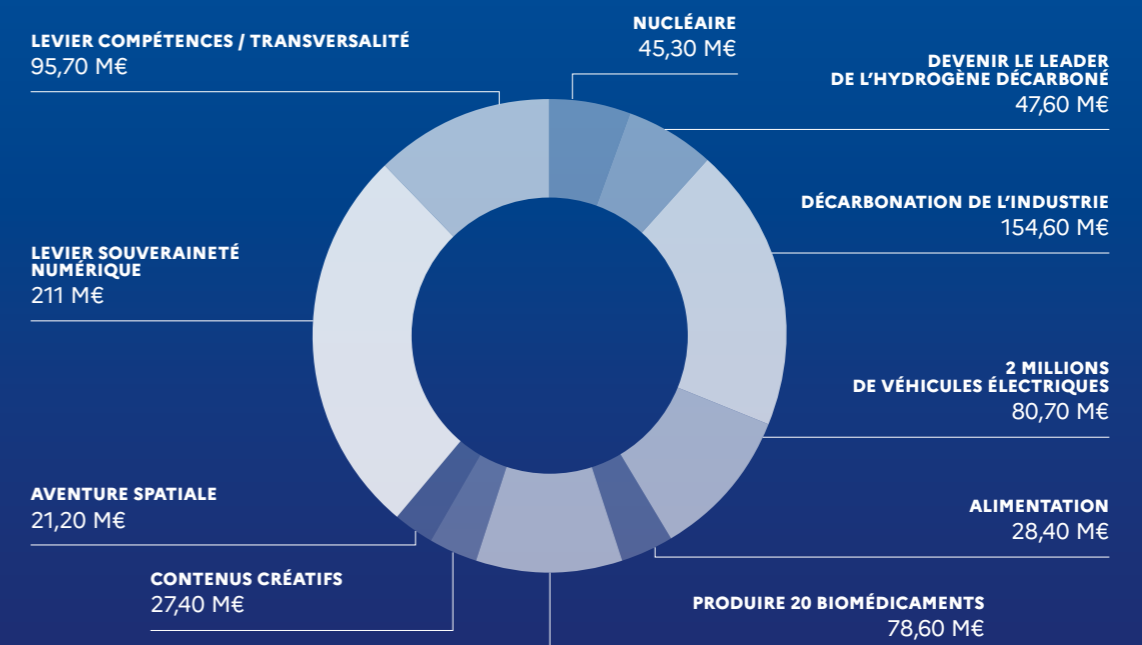 NUCLÉAIRE
45,30 M€
LEVIER COMPÉTENCES / TRANSVERSALITÉ
95,70 M€
DEVENIR LE LEADER
DE L’HYDROGÈNE DÉCARBONÉ
47,60 M€
DÉCARBONATION DE L’INDUSTRIE
154,60 M€
LEVIER SOUVERAINETÉ
NUMÉRIQUE
211 M€
2 MILLIONS
DE VÉHICULES ÉLECTRIQUES
80,70 M€
AVENTURE SPATIALE
21,20 M€
ALIMENTATION
28,40 M€
CONTENUS CRÉATIFS
27,40 M€
PRODUIRE 20 BIOMÉDICAMENTS
78,60 M€